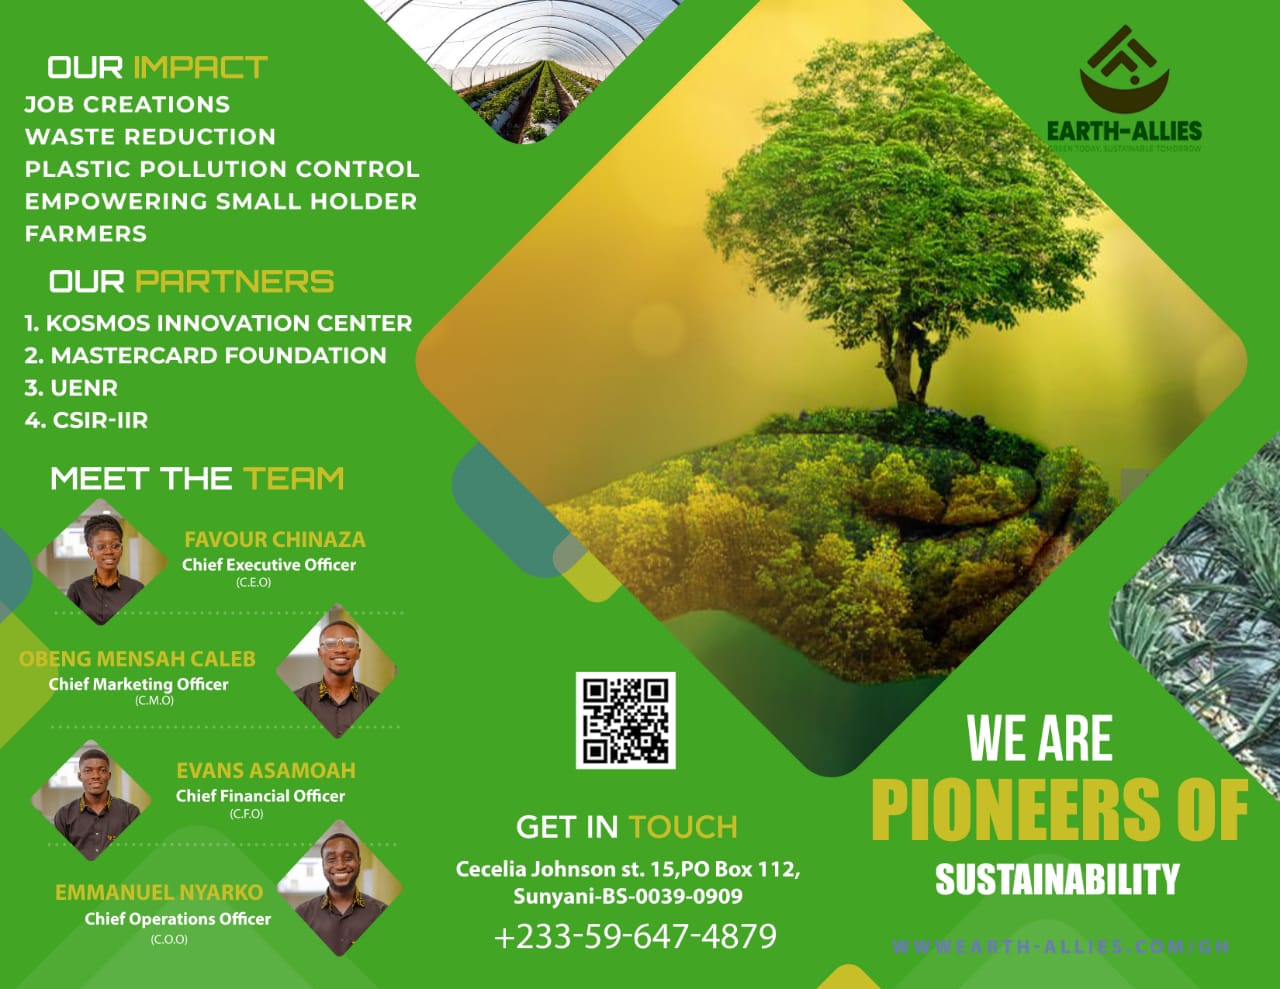 OUR IMPACT
JOB CREATIONS
WASTE REDUCTION
PLASTIC POLLUTION CONTROL
EMPOWERING SMALL HOLDER
FARMERS
OUR PARTNERS
1. KOSMOS INNOVATION CENTER
2. MASTERCARD FOUNDATION
3. UENR
4. CSIR-IIR
MEET THE TEAM
FAVOUR CHINAZA
Chief Executive Officer
(C.E.O)
OBENG MENSAH CALEB
Chief Marketing Officer
(C.M.O)
EVANS ASAMOAH
Chief Financial Officer
(C.F.O)
EMMANUEL NYARKO
Chief Operations Officer
(C.O.O)
GET IN TOUCH
Cecelia Johnson st. 15,PO Box 112,
Sunyani-BS-0039-0909
+233-59-647-4879
EARTH-ALLIES
GREEN TODAY, SUSTAINABLE TOMORROW
WE ARE
PIONEERS OF
SUSTAINABILITY
WWWEARTH-ALLIES.COM/GH